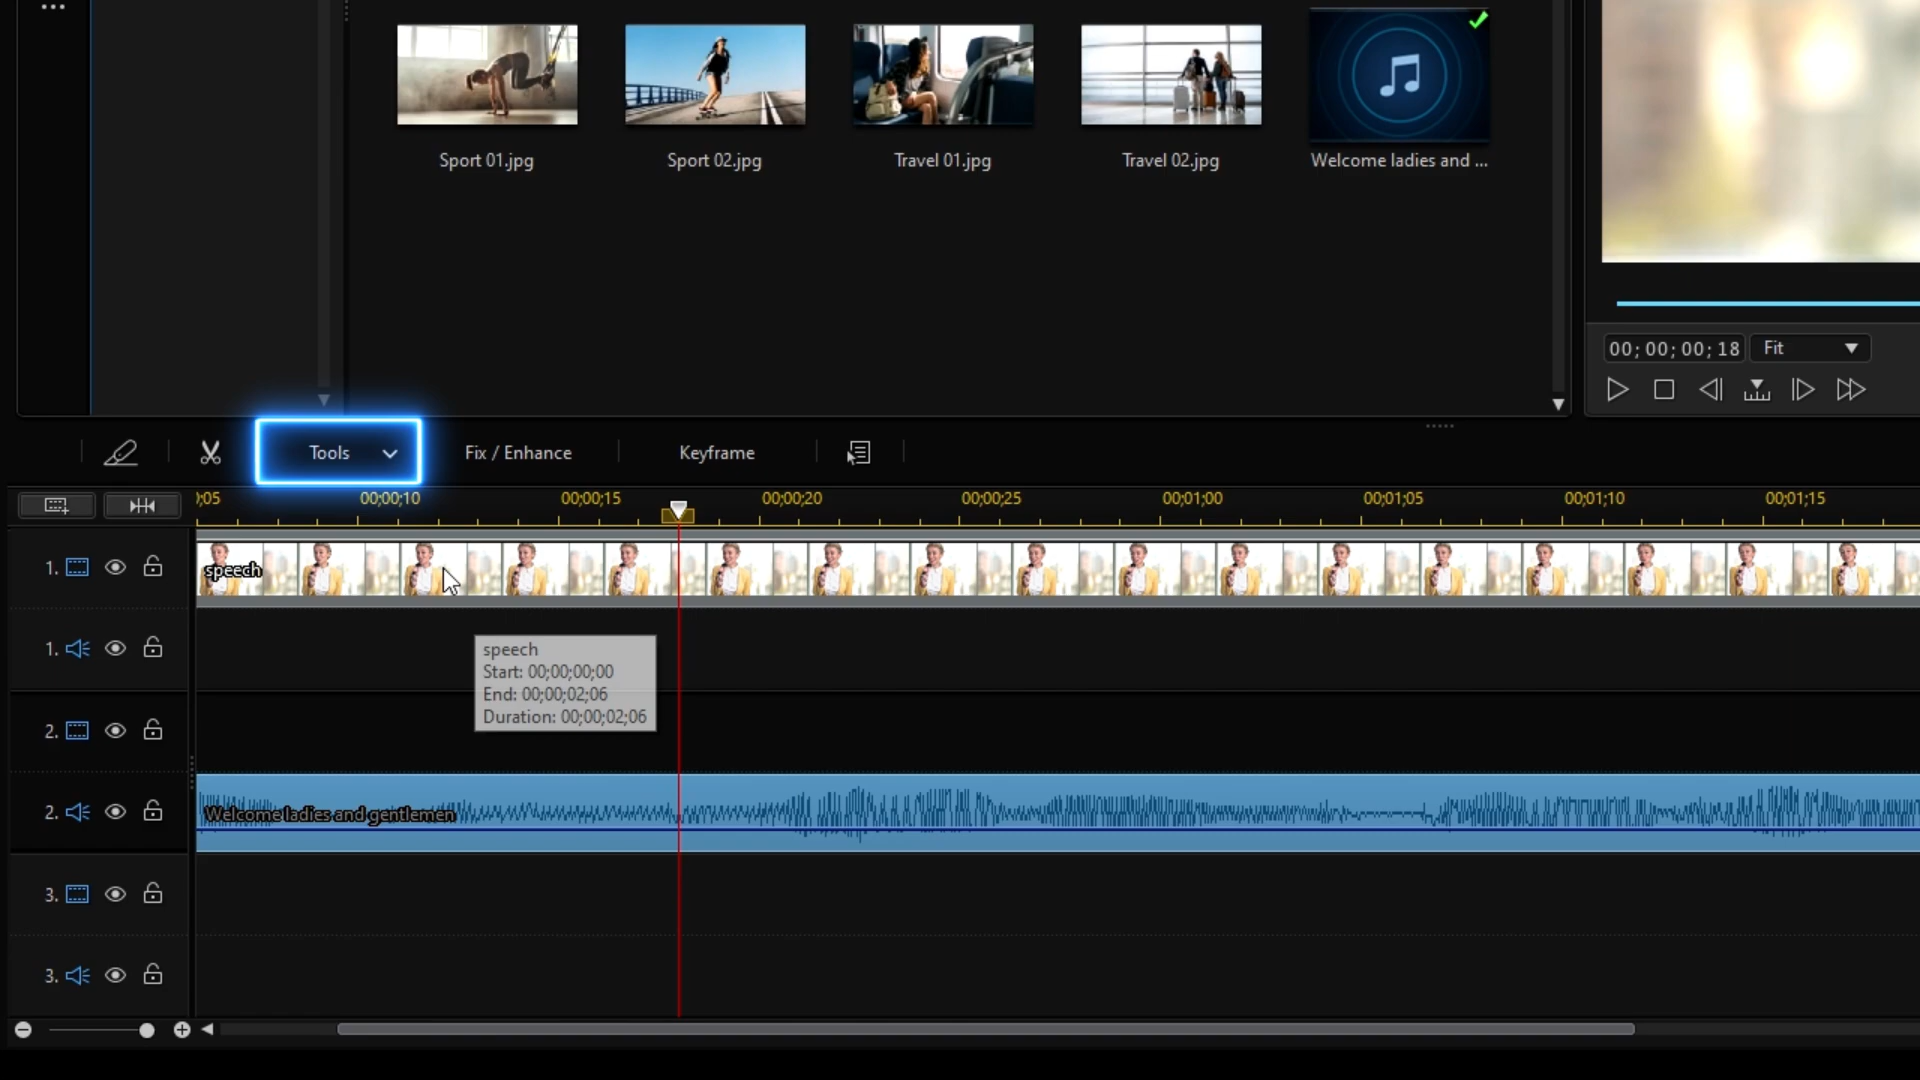 Sport 01.jpg
Sport 02.jpg
Travel 01.jpg
Travel 02.jpg
Welcome ladies and ...
00;00;00;18
Fit
Tools
Fix / Enhance
Keyframe
);05
00;00;10
00;00;15
00;00;20
00;00;25
00;01;00
00;01;05
00;01;10
00;01;15
1.
speech
1.
speech
Start: 00;00;00;00
End: 00;00;02;06
Duration: 00;00;02;06
2.
2.
Welcome ladies and gentlemen
3.
3.